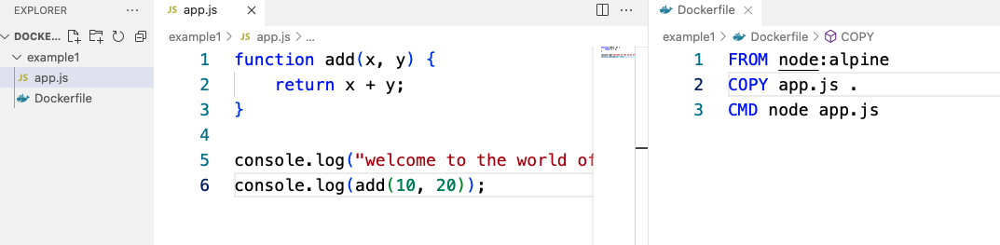 EXPLORER
DOCKE...
example1
JS app.js
Dockerfile
JS app.js
example1 > JS app.js > ...
1 function add(x, y) {
2 return x + y;
3 }
4
5 console.log("welcome to the world of
6 console.log(add(10, 20));
Dockerfile
example1 > Dockerfile > COPY
1 FROM node:alpine
2 COPY app.js .
3 CMD node app.js